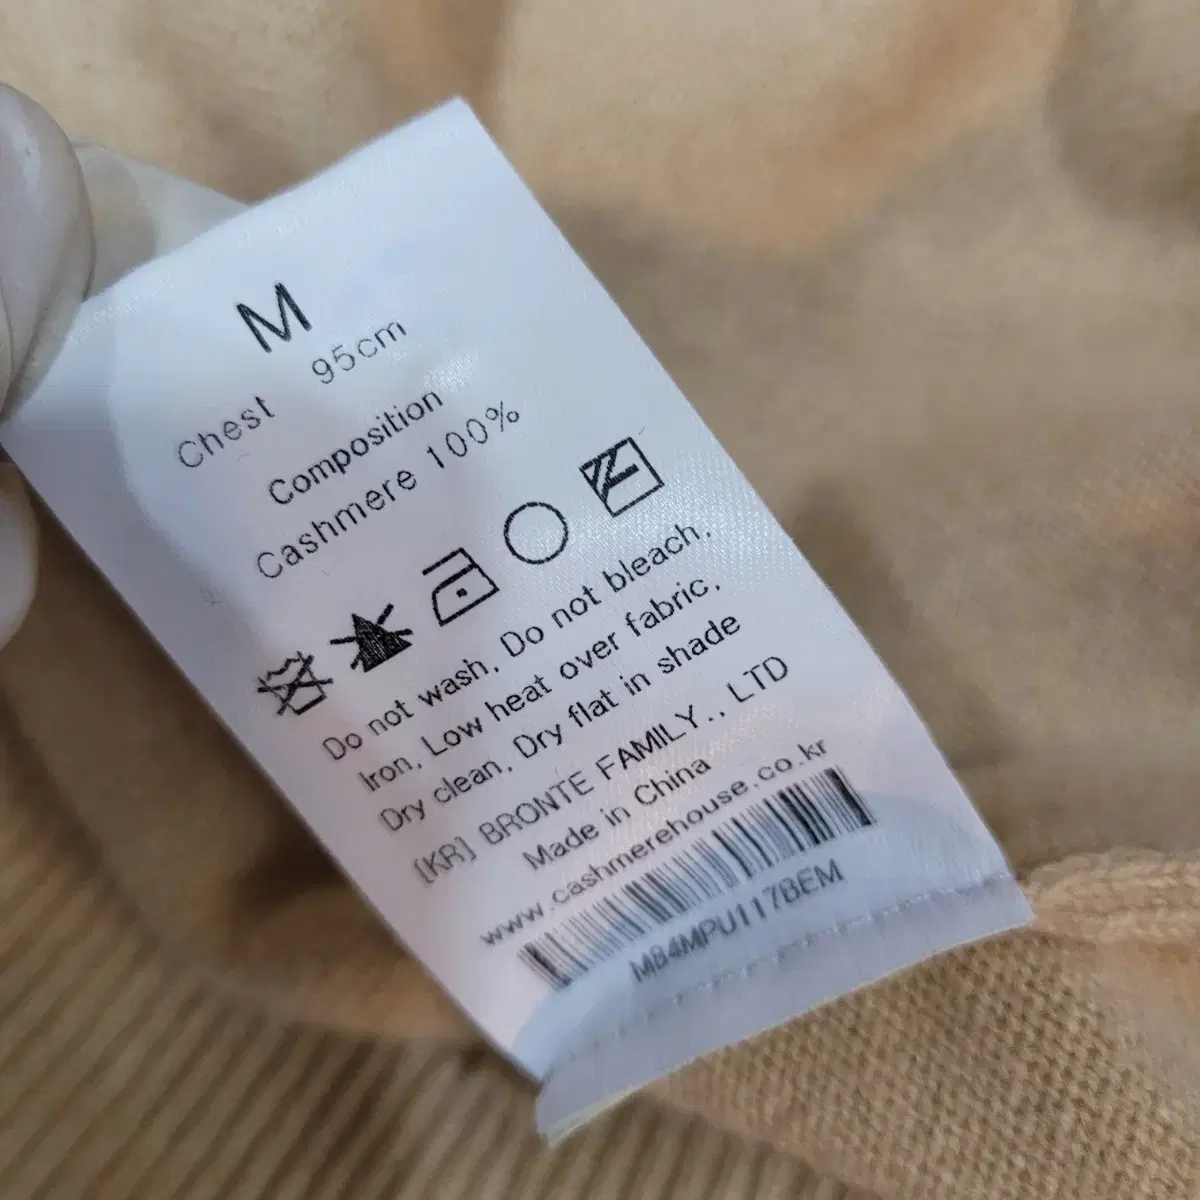 M
Chest 95cm
Composition
Cashmere 100%
Do not wash. Do not bleach.
Iron. Low heat over fabric.
Dry clean. Dry flat in shade
[KR] BRONTE FAMILY., LTD
Made in China
www.cashmerehouse.co.kr
MB4MPU117BEM